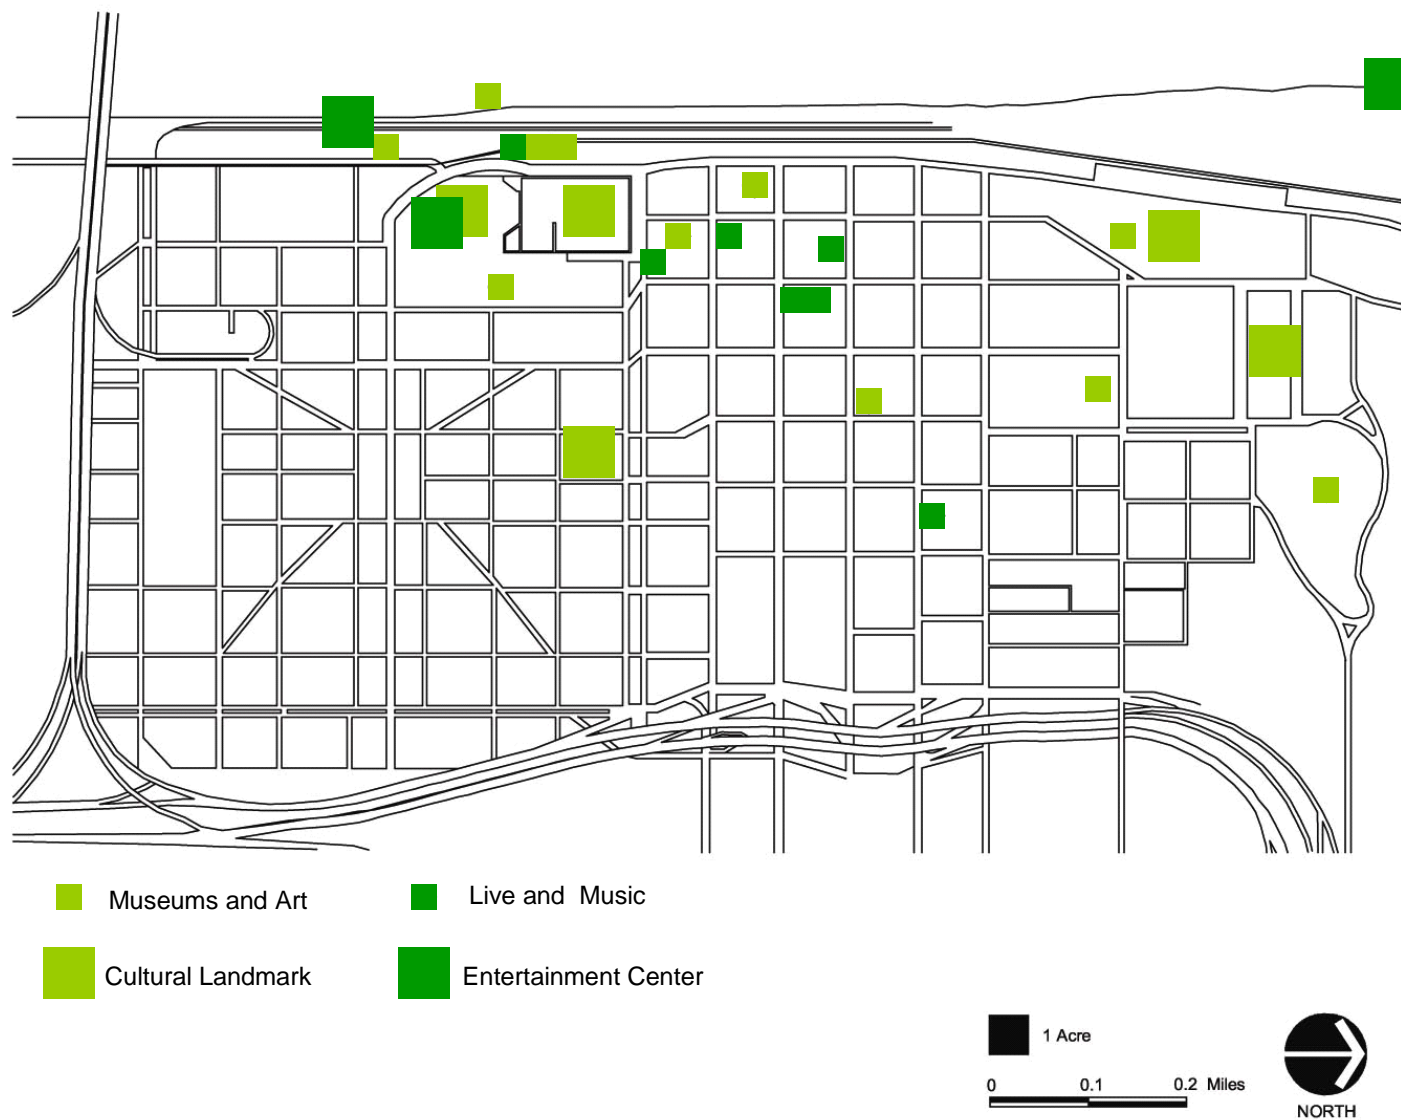 Museums and Art
Live and Music
Cultural Landmark
Entertainment Center
1 Acre
0 0.1 0.2 Miles
NORTH